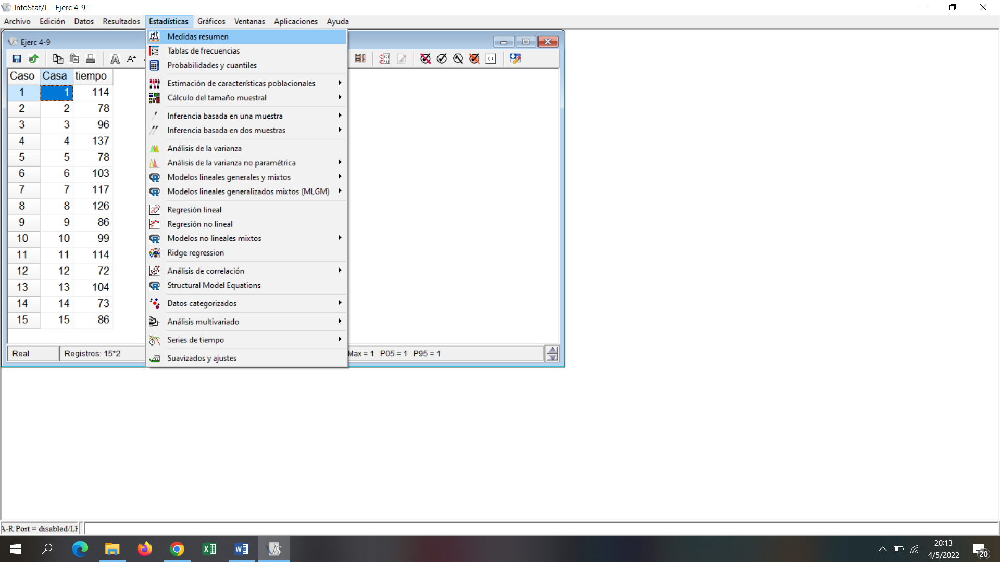 InfoStat/L - Ejerc 4-9
Archivo Edición Datos Resultados Estadísticas Gráficos Ventanas Aplicaciones Ayuda
Ejerc 4-9
Medidas resumen
Tablas de frecuencias
Probabilidades y cuantiles
Estimación de características poblacionales
Cálculo del tamaño muestral
Inferencia basada en una muestra
Inferencia basada en dos muestras
Análisis de la varianza
Análisis de la varianza no paramétrica
Modelos lineales generales y mixtos
Modelos lineales generalizados mixtos (MLGM)
Regresión lineal
Regresión no lineal
Modelos no lineales mixtos
Ridge regression
Análisis de correlación
Structural Model Equations
Datos categorizados
Análisis multivariado
Series de tiempo
Suavizados y ajustes
Caso Casa tiempo
1 1 114
2 2 78
3 3 96
4 4 137
5 5 78
6 6 103
7 7 117
8 8 126
9 9 86
10 10 99
11 11 114
12 12 72
13 13 104
14 14 73
15 15 86
Real Registros: 15*2 Max = 1 P05 = 1 P95 = 1
A-R Port = disabled/LF
20:13
4/5/2022
20